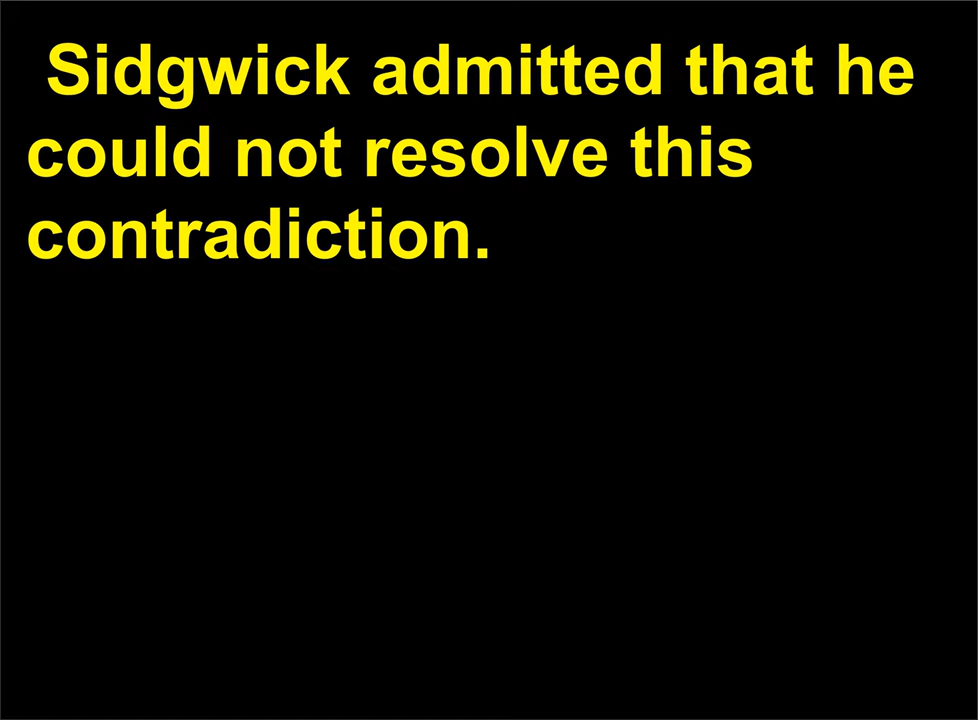 Sidgwick admitted that he
could not resolve this
contradiction.